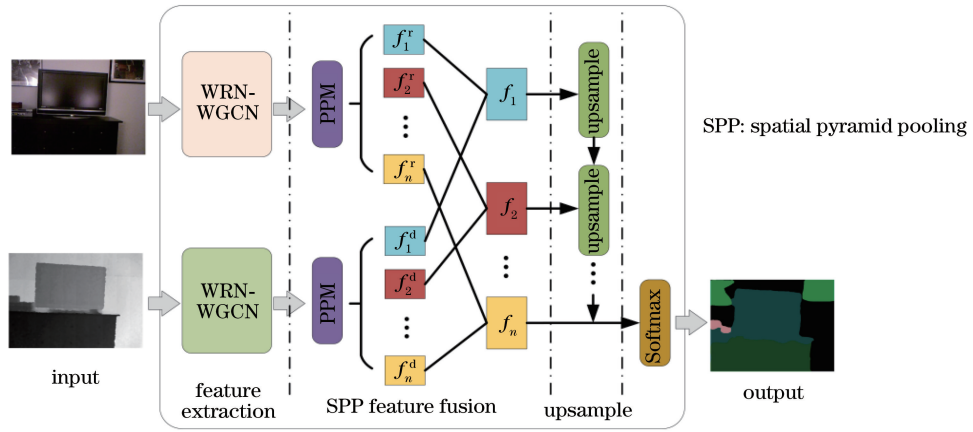 WRN-
WGCN
PPM
f₁ʳ
f₂ʳ
...
fₙʳ
f₁
upsample
upsample
SPP: spatial pyramid pooling
f₂
...
...
WRN-
WGCN
PPM
f₁ᵈ
f₂ᵈ
...
fₙᵈ
fₙ
Softmax
input
feature
extraction
SPP feature fusion
upsample
output